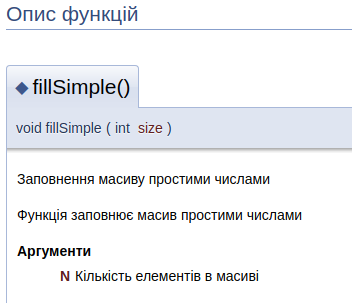 Опис функцій
◆ fillSimple()
void fillSimple ( int size )
Заповнення масиву простими числами
Функція заповнює масив простими числами
Аргументи
N Кількість елементів в масиві